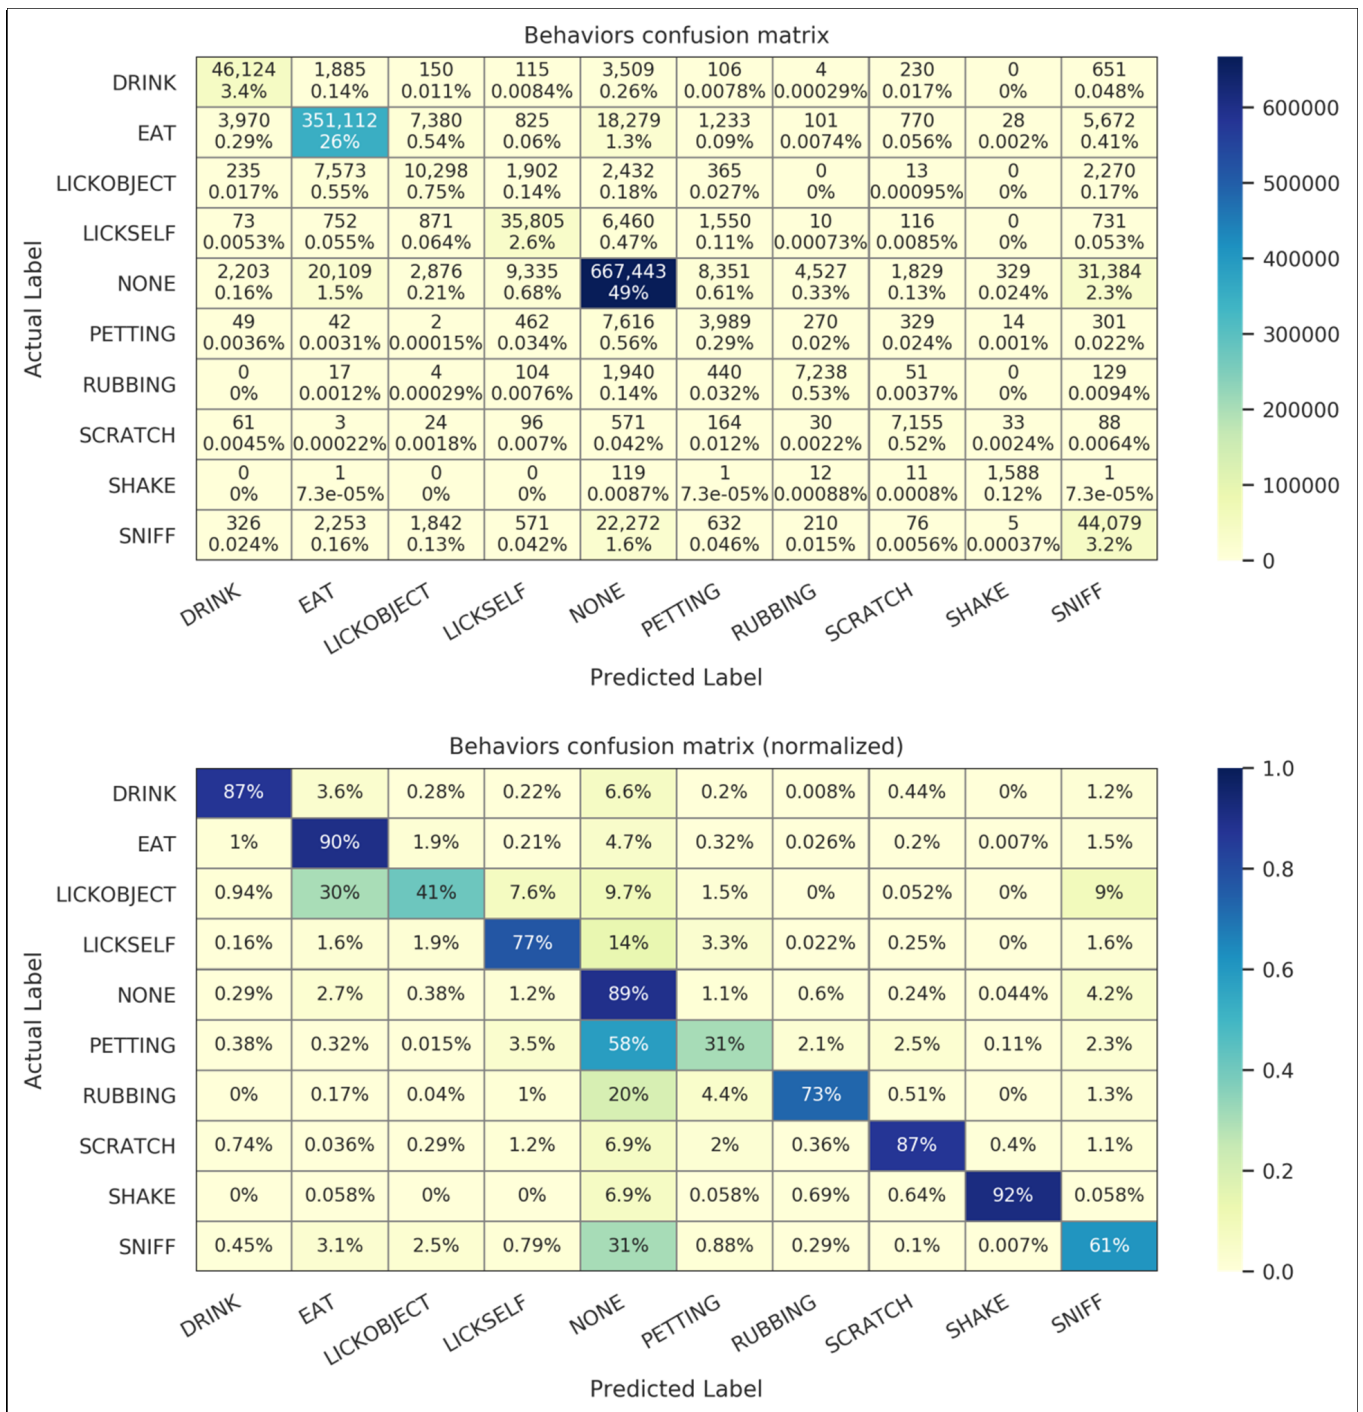 Behaviors confusion matrix
DRINK
46,124 1,885 150 115 3,509 106 4 230 0 651
3.4% 0.14% 0.011% 0.0084% 0.26% 0.0078% 0.00029% 0.017% 0% 0.048%
EAT
3,970 351,112 7,380 825 18,279 1,233 101 770 28 5,672
0.29% 26% 0.54% 0.06% 1.3% 0.09% 0.0074% 0.056% 0.002% 0.41%
LICKOBJECT
235 7,573 10,298 1,902 2,432 365 0 13 0 2,270
0.017% 0.55% 0.75% 0.14% 0.18% 0.027% 0% 0.00095% 0% 0.17%
LICKSELF
73 752 871 35,805 6,460 1,550 10 116 0 731
0.0053% 0.055% 0.064% 2.6% 0.47% 0.11% 0.00073% 0.0085% 0% 0.053%
NONE
2,203 20,109 2,876 9,335 667,443 8,351 4,527 1,829 329 31,384
0.16% 1.5% 0.21% 0.68% 49% 0.61% 0.33% 0.13% 0.024% 2.3%
PETTING
49 42 2 462 7,616 3,989 270 329 14 301
0.0036% 0.0031% 0.00015% 0.034% 0.56% 0.29% 0.02% 0.024% 0.001% 0.022%
RUBBING
0 17 4 104 1,940 440 7,238 51 0 129
0% 0.0012% 0.00029% 0.0076% 0.14% 0.032% 0.53% 0.0037% 0% 0.0094%
SCRATCH
61 3 24 96 571 164 30 7,155 33 88
0.0045% 0.00022% 0.0018% 0.007% 0.042% 0.012% 0.0022% 0.52% 0.0024% 0.0064%
SHAKE
0 1 0 0 119 1 12 11 1,588 1
0% 7.3e-05% 0% 0% 0.0087% 7.3e-05% 0.00088% 0.0008% 0.12% 7.3e-05%
SNIFF
326 2,253 1,842 571 22,272 632 210 76 5 44,079
0.024% 0.16% 0.13% 0.042% 1.6% 0.046% 0.015% 0.0056% 0.00037% 3.2%
Actual Label
DRINK EAT LICKOBJECT LICKSELF NONE PETTING RUBBING SCRATCH SHAKE SNIFF
Predicted Label
600000
500000
400000
300000
200000
100000
0
Behaviors confusion matrix (normalized)
DRINK 87% 3.6% 0.28% 0.22% 6.6% 0.2% 0.008% 0.44% 0% 1.2%
EAT 1% 90% 1.9% 0.21% 4.7% 0.32% 0.026% 0.2% 0.007% 1.5%
LICKOBJECT 0.94% 30% 41% 7.6% 9.7% 1.5% 0% 0.052% 0% 9%
LICKSELF 0.16% 1.6% 1.9% 77% 14% 3.3% 0.022% 0.25% 0% 1.6%
NONE 0.29% 2.7% 0.38% 1.2% 89% 1.1% 0.6% 0.24% 0.044% 4.2%
PETTING 0.38% 0.32% 0.015% 3.5% 58% 31% 2.1% 2.5% 0.11% 2.3%
RUBBING 0% 0.17% 0.04% 1% 20% 4.4% 73% 0.51% 0% 1.3%
SCRATCH 0.74% 0.036% 0.29% 1.2% 6.9% 2% 0.36% 87% 0.4% 1.1%
SHAKE 0% 0.058% 0% 0% 6.9% 0.058% 0.69% 0.64% 92% 0.058%
SNIFF 0.45% 3.1% 2.5% 0.79% 31% 0.88% 0.29% 0.1% 0.007% 61%
Actual Label
DRINK EAT LICKOBJECT LICKSELF NONE PETTING RUBBING SCRATCH SHAKE SNIFF
Predicted Label
1.0
0.8
0.6
0.4
0.2
0.0